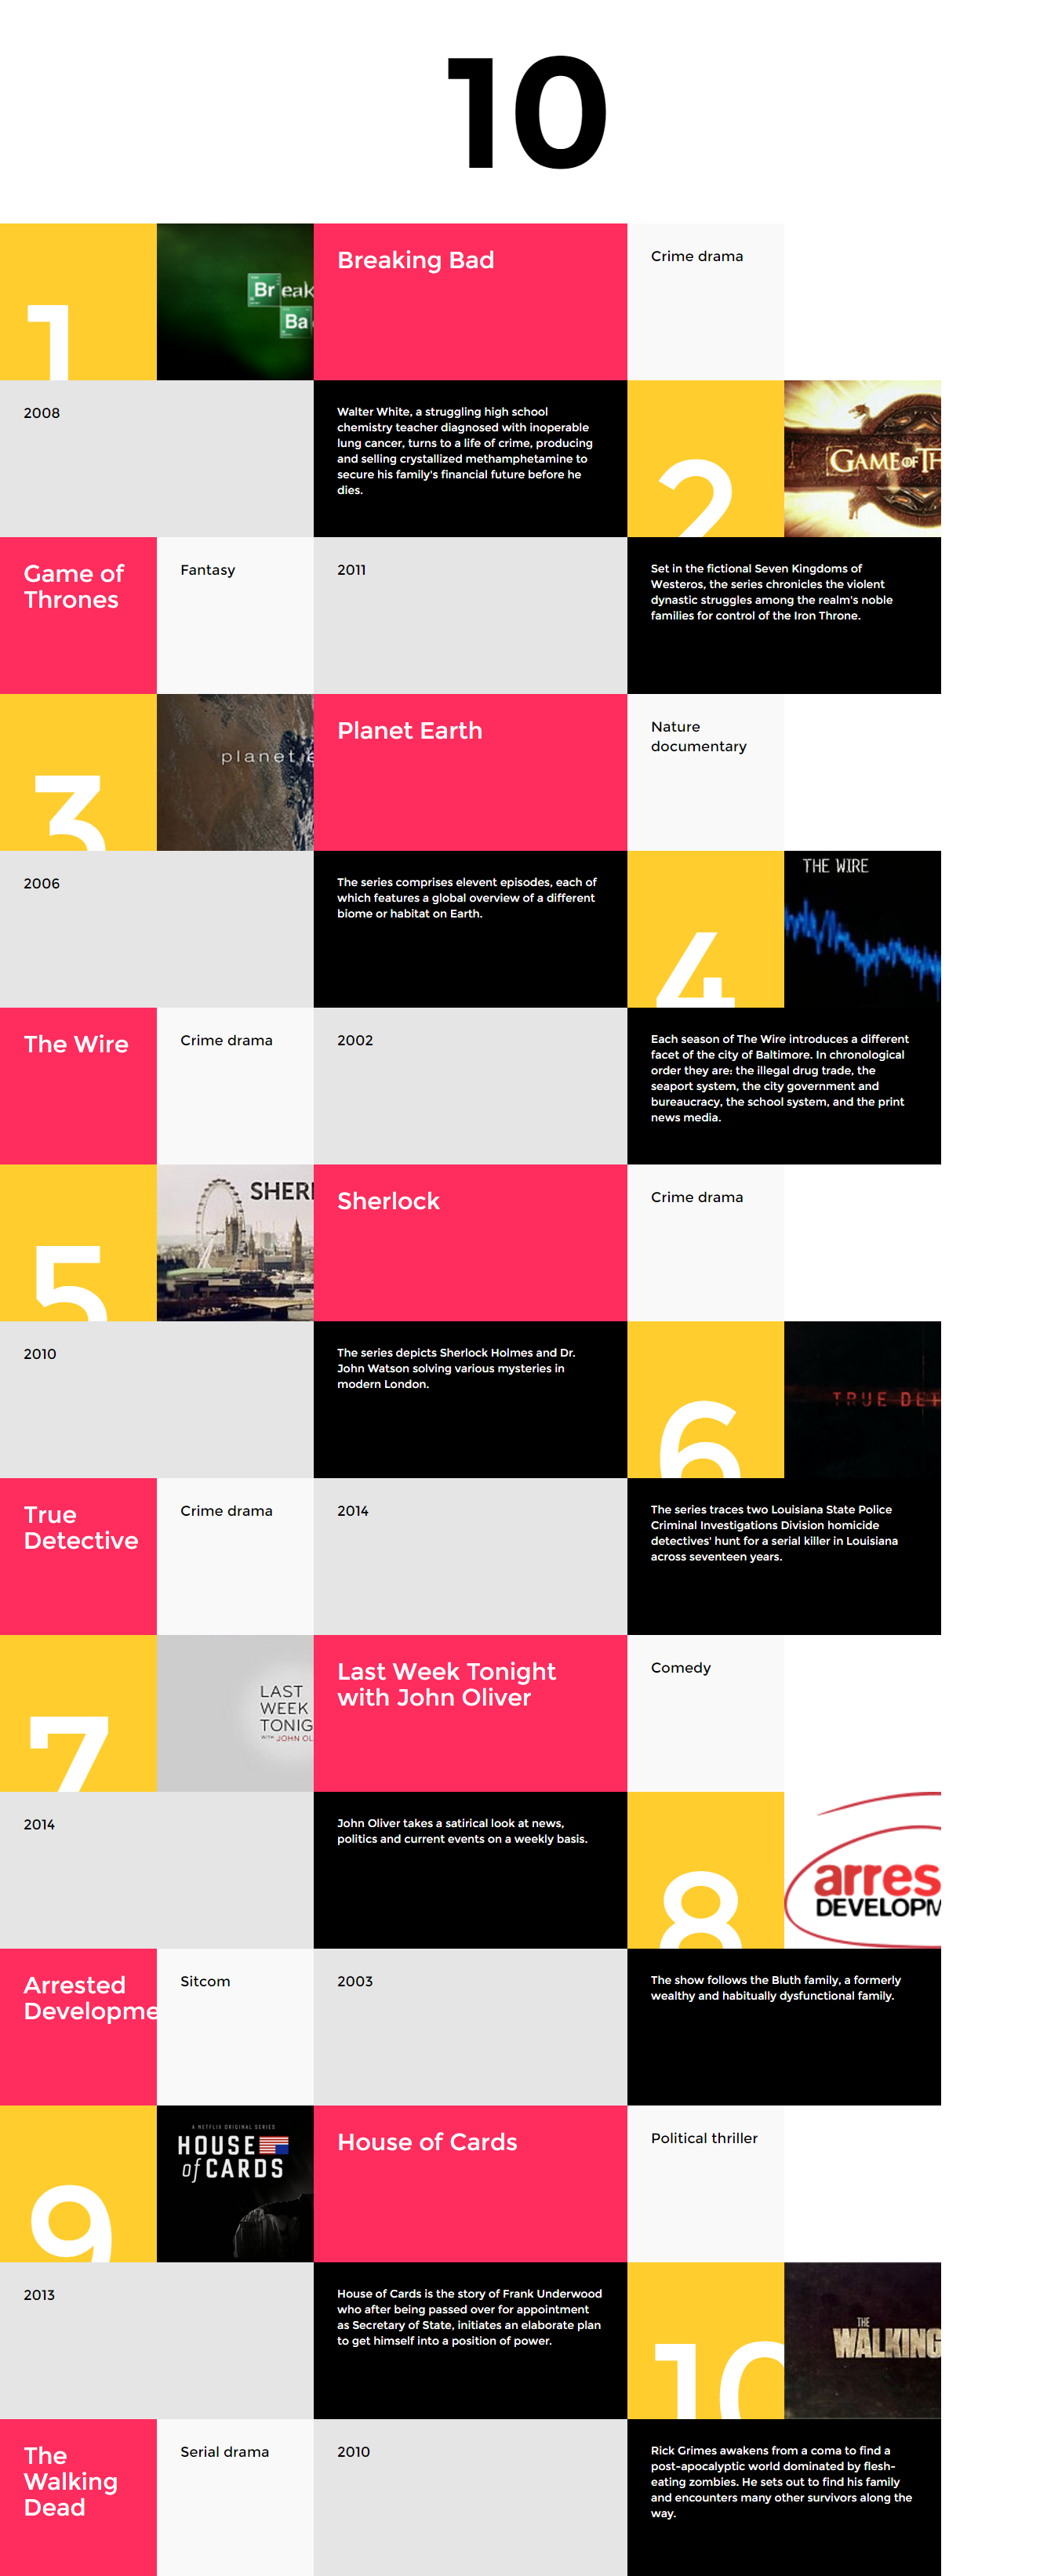 10
1
Br eak
Ba
Breaking Bad
Crime drama
2008
Walter White, a struggling high school
chemistry teacher diagnosed with inoperable
lung cancer, turns to a life of crime, producing
and selling crystallized methamphetamine to
secure his family's financial future before he
dies.
2
GAME OF TH
Game of
Thrones
Fantasy
2011
Set in the fictional Seven Kingdoms of
Westeros, the series chronicles the violent
dynastic struggles among the realm's noble
families for control of the Iron Throne.
3
planet e
Planet Earth
Nature
documentary
2006
The series comprises elevent episodes, each of
which features a global overview of a different
biome or habitat on Earth.
4
THE WIRE
The Wire
Crime drama
2002
Each season of The Wire introduces a different
facet of the city of Baltimore. In chronological
order they are: the illegal drug trade, the
seaport system, the city government and
bureaucracy, the school system, and the print
news media.
5
SHER
Sherlock
Crime drama
2010
The series depicts Sherlock Holmes and Dr.
John Watson solving various mysteries in
modern London.
6
TRUE DET
True
Detective
Crime drama
2014
The series traces two Louisiana State Police
Criminal Investigations Division homicide
detectives' hunt for a serial killer in Louisiana
across seventeen years.
7
LAST
WEEK
TONIG
WITH JOHN OL
Last Week Tonight
with John Oliver
Comedy
2014
John Oliver takes a satirical look at news,
politics and current events on a weekly basis.
8
arres
DEVELOPM
Arrested
Developme
Sitcom
2003
The show follows the Bluth family, a formerly
wealthy and habitually dysfunctional family.
9
A NETFLIX ORIGINAL SERIES
HOUSE
of CARDS
House of Cards
Political thriller
2013
House of Cards is the story of Frank Underwood
who after being passed over for appointment
as Secretary of State, initiates an elaborate plan
to get himself into a position of power.
10
THE
WALKING
The
Walking
Dead
Serial drama
2010
Rick Grimes awakens from a coma to find a
post-apocalyptic world dominated by flesh-
eating zombies. He sets out to find his family
and encounters many other survivors along the
way.